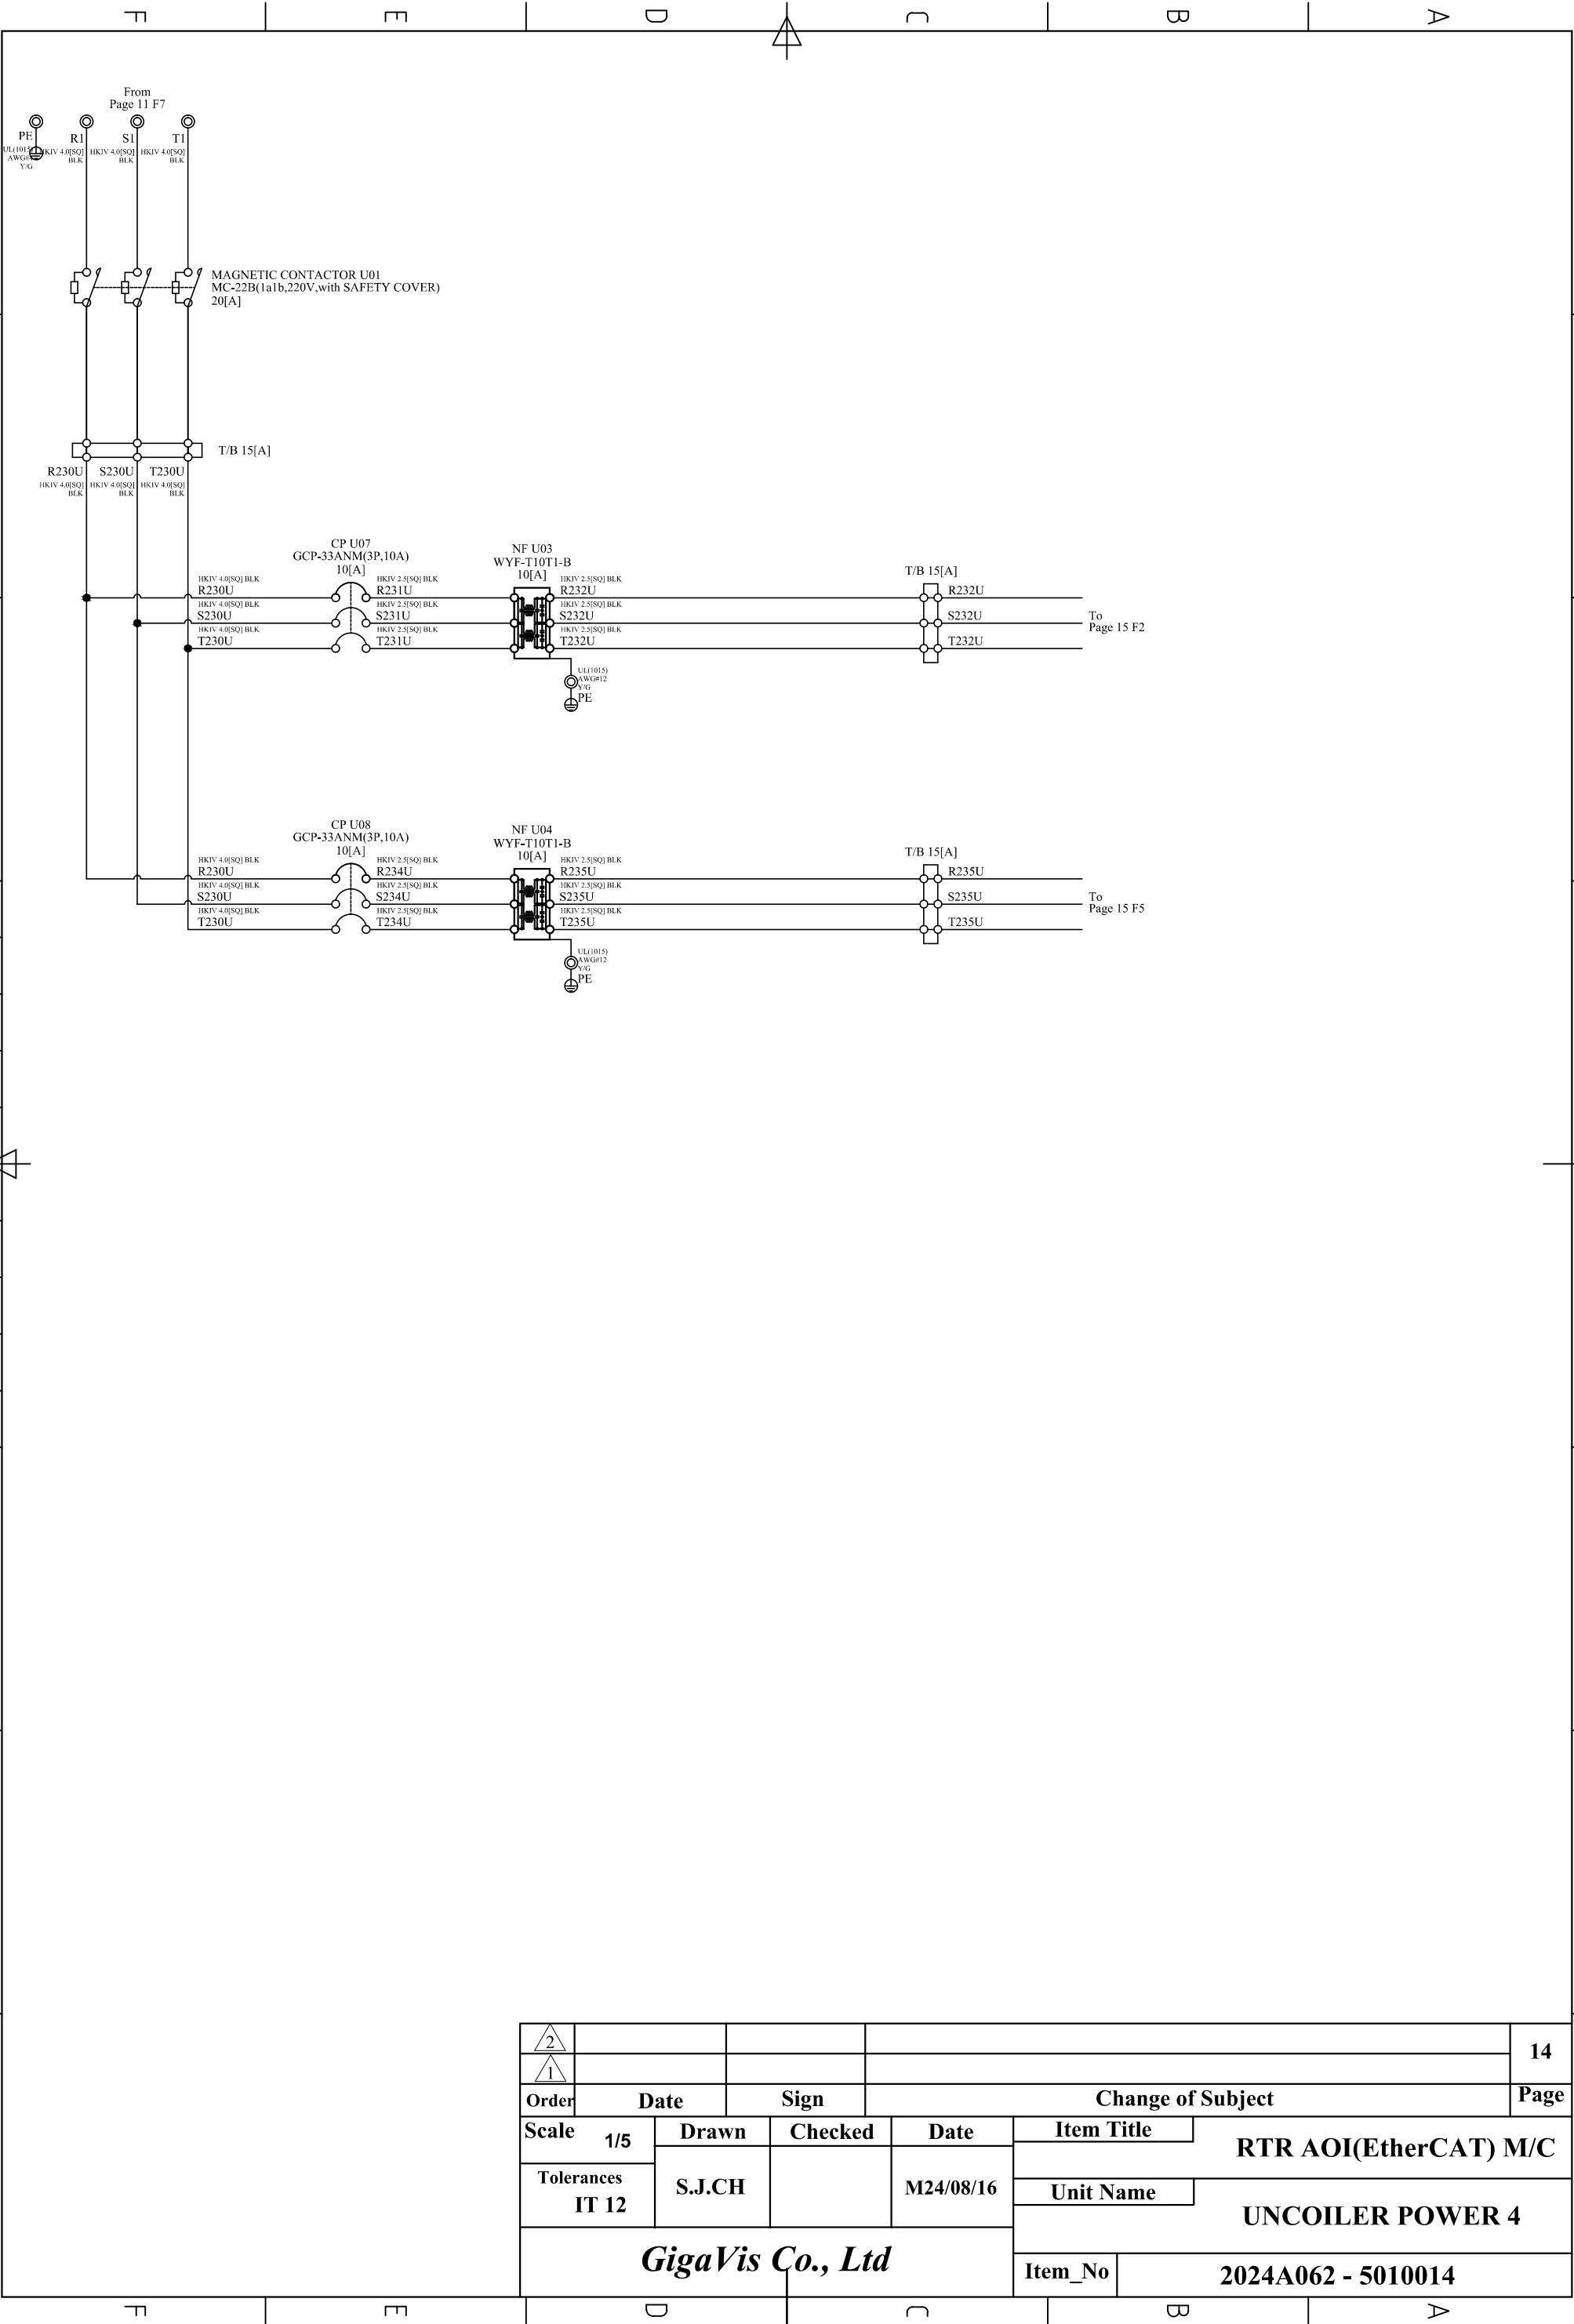 F E D C B A
From
Page 11 F7
PE R1 S1 T1
UL(1015)
AWG#12
Y/G
HKIV 4.0[SQ] HKIV 4.0[SQ] HKIV 4.0[SQ]
BLK BLK BLK
MAGNETIC CONTACTOR U01
MC-22B(1a1b,220V,with SAFETY COVER)
20[A]
T/B 15[A]
R230U S230U T230U
HKIV 4.0[SQ] HKIV 4.0[SQ] HKIV 4.0[SQ]
BLK BLK BLK
CP U07
GCP-33ANM(3P,10A)
10[A]
NF U03
WYF-T10T1-B
10[A]
T/B 15[A]
HKIV 4.0[SQ] BLK HKIV 2.5[SQ] BLK HKIV 2.5[SQ] BLK
R230U R231U R232U R232U
HKIV 4.0[SQ] BLK HKIV 2.5[SQ] BLK HKIV 2.5[SQ] BLK
S230U S231U S232U S232U
HKIV 4.0[SQ] BLK HKIV 2.5[SQ] BLK HKIV 2.5[SQ] BLK
T230U T231U T232U T232U
To
Page 15 F2
UL(1015)
AWG#12
Y/G
PE
CP U08
GCP-33ANM(3P,10A)
10[A]
NF U04
WYF-T10T1-B
10[A]
T/B 15[A]
HKIV 4.0[SQ] BLK HKIV 2.5[SQ] BLK HKIV 2.5[SQ] BLK
R230U R234U R235U R235U
HKIV 4.0[SQ] BLK HKIV 2.5[SQ] BLK HKIV 2.5[SQ] BLK
S230U S234U S235U S235U
HKIV 4.0[SQ] BLK HKIV 2.5[SQ] BLK HKIV 2.5[SQ] BLK
T230U T234U T235U T235U
To
Page 15 F5
UL(1015)
AWG#12
Y/G
PE
2
1
14
Order Date Sign Change of Subject Page
Scale 1/5 Drawn Checked Date Item Title
RTR AOI(EtherCAT) M/C
Tolerances
IT 12
S.J.CH M24/08/16
Unit Name
UNCOILER POWER 4
GigaVis Co., Ltd
Item_No 2024A062 - 5010014
F E D C B A